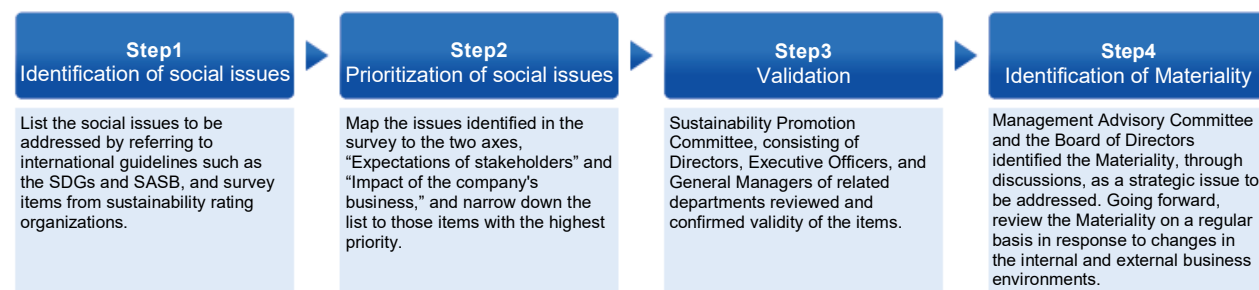 Step1
Identification of social issues
List the social issues to be
addressed by referring to
international guidelines such as
the SDGs and SASB, and survey
items from sustainability rating
organizations.
Step2
Prioritization of social issues
Map the issues identified in the
survey to the two axes,
“Expectations of stakeholders” and
“Impact of the company's
business,” and narrow down the
list to those items with the highest
priority.
Step3
Validation
Sustainability Promotion
Committee, consisting of
Directors, Executive Officers, and
General Managers of related
departments reviewed and
confirmed validity of the items.
Step4
Identification of Materiality
Management Advisory Committee
and the Board of Directors
identified the Materiality, through
discussions, as a strategic issue to
be addressed. Going forward,
review the Materiality on a regular
basis in response to changes in
the internal and external business
environments.